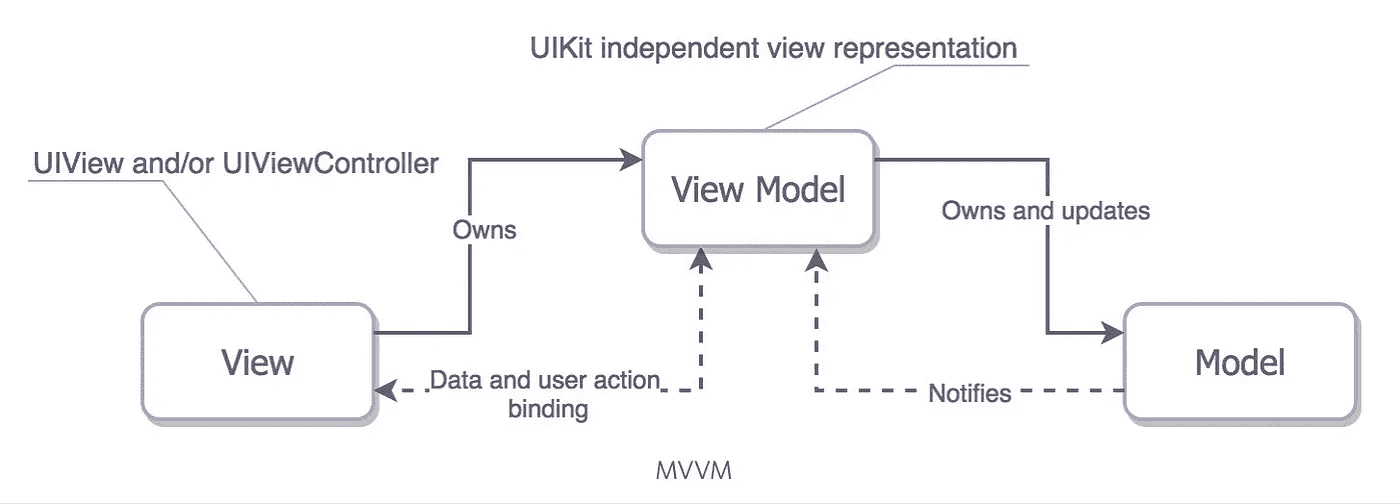 UIKit independent view representation
UIView and/or UIViewController
View Model
Owns
Owns and updates
View
Data and user action
binding
Notifies
Model
MVVM